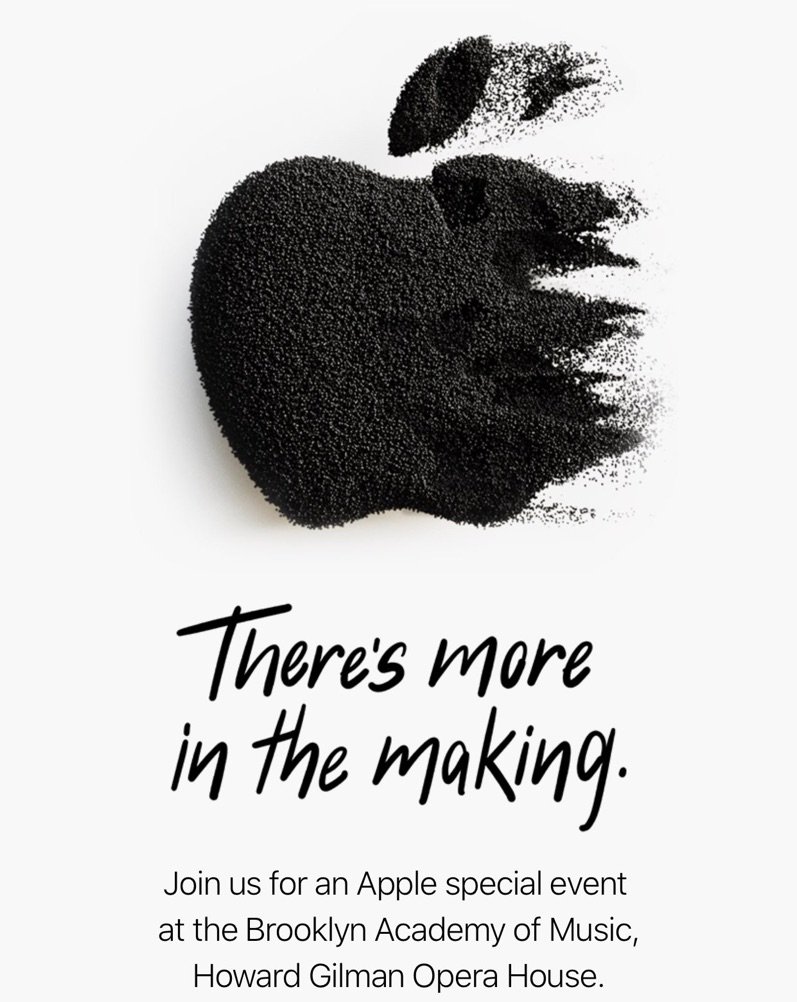 There's more
in the making.
Join us for an Apple special event
at the Brooklyn Academy of Music,
Howard Gilman Opera House.